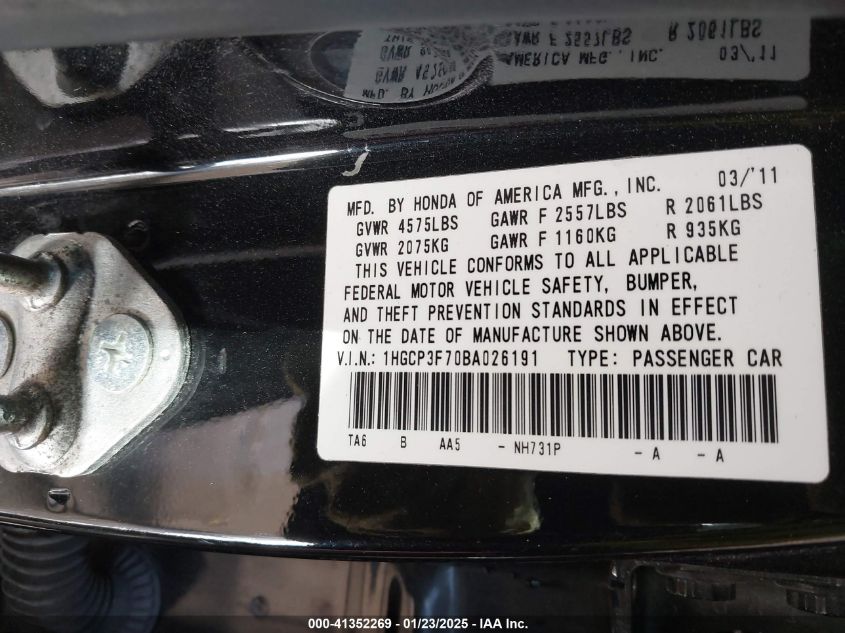 MFD. BY HONDA OF AMERICA MFG., INC. 03/'11
GVWR 4575LBS GAWR F 2557LBS R 2061LBS
GVWR 2075KG GAWR F 1160KG R 935KG
THIS VEHICLE CONFORMS TO ALL APPLICABLE
FEDERAL MOTOR VEHICLE SAFETY, BUMPER,
AND THEFT PREVENTION STANDARDS IN EFFECT
ON THE DATE OF MANUFACTURE SHOWN ABOVE.
V.I.N.: 1HGCP3F70BA026191 TYPE: PASSENGER CAR
TA6 B AA5 - NH731P - A - A
000-41352269 - 01/23/2025 - IAA Inc.